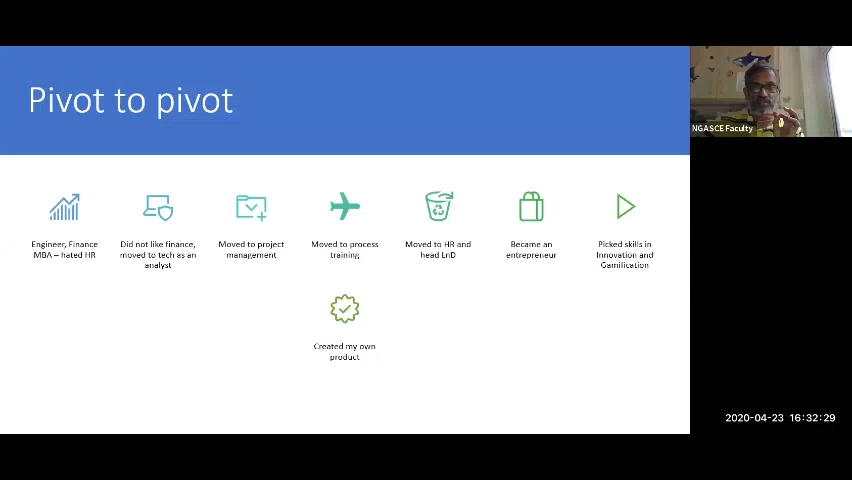 Pivot to pivot
NGASCE Faculty
Engineer, Finance
MBA – hated HR
Did not like finance,
moved to tech as an
analyst
Moved to project
management
Moved to process
training
Moved to HR and
head LnD
Became an
entrepreneur
Picked skills in
Innovation and
Gamification
Created my own
product
2020-04-23 16:32:29